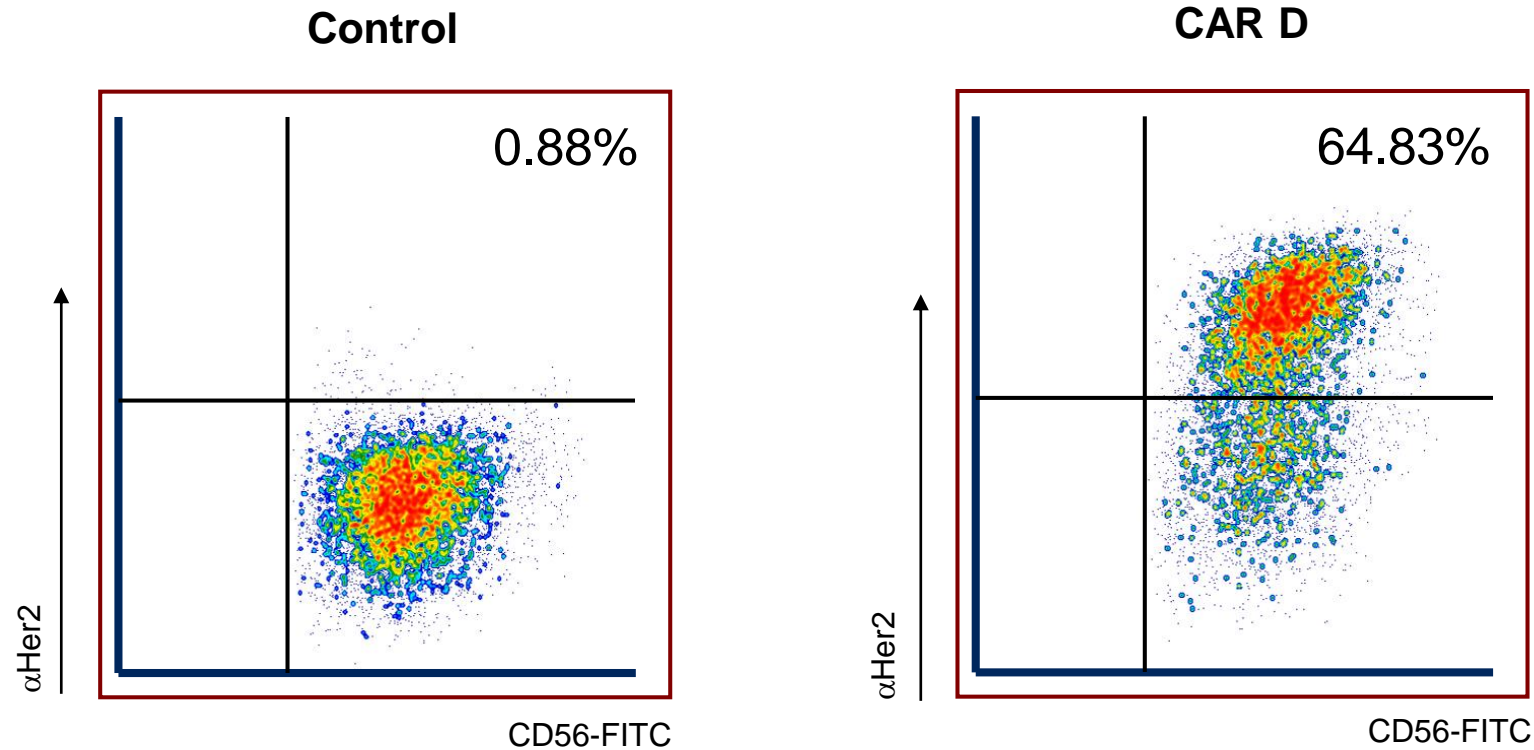 Control
0.88%
αHer2
CD56-FITC
CAR D
64.83%
αHer2
CD56-FITC